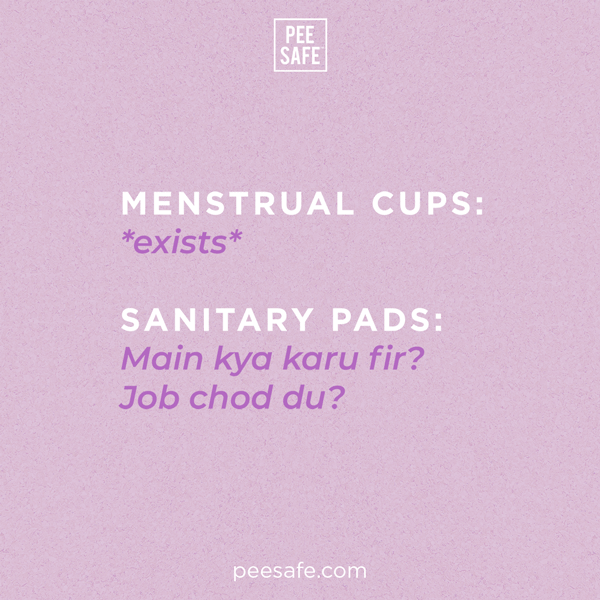 PEE
SAFE
MENSTRUAL CUPS:
*exists*
SANITARY PADS:
Main kya karu fir?
Job chod du?
peesafe.com